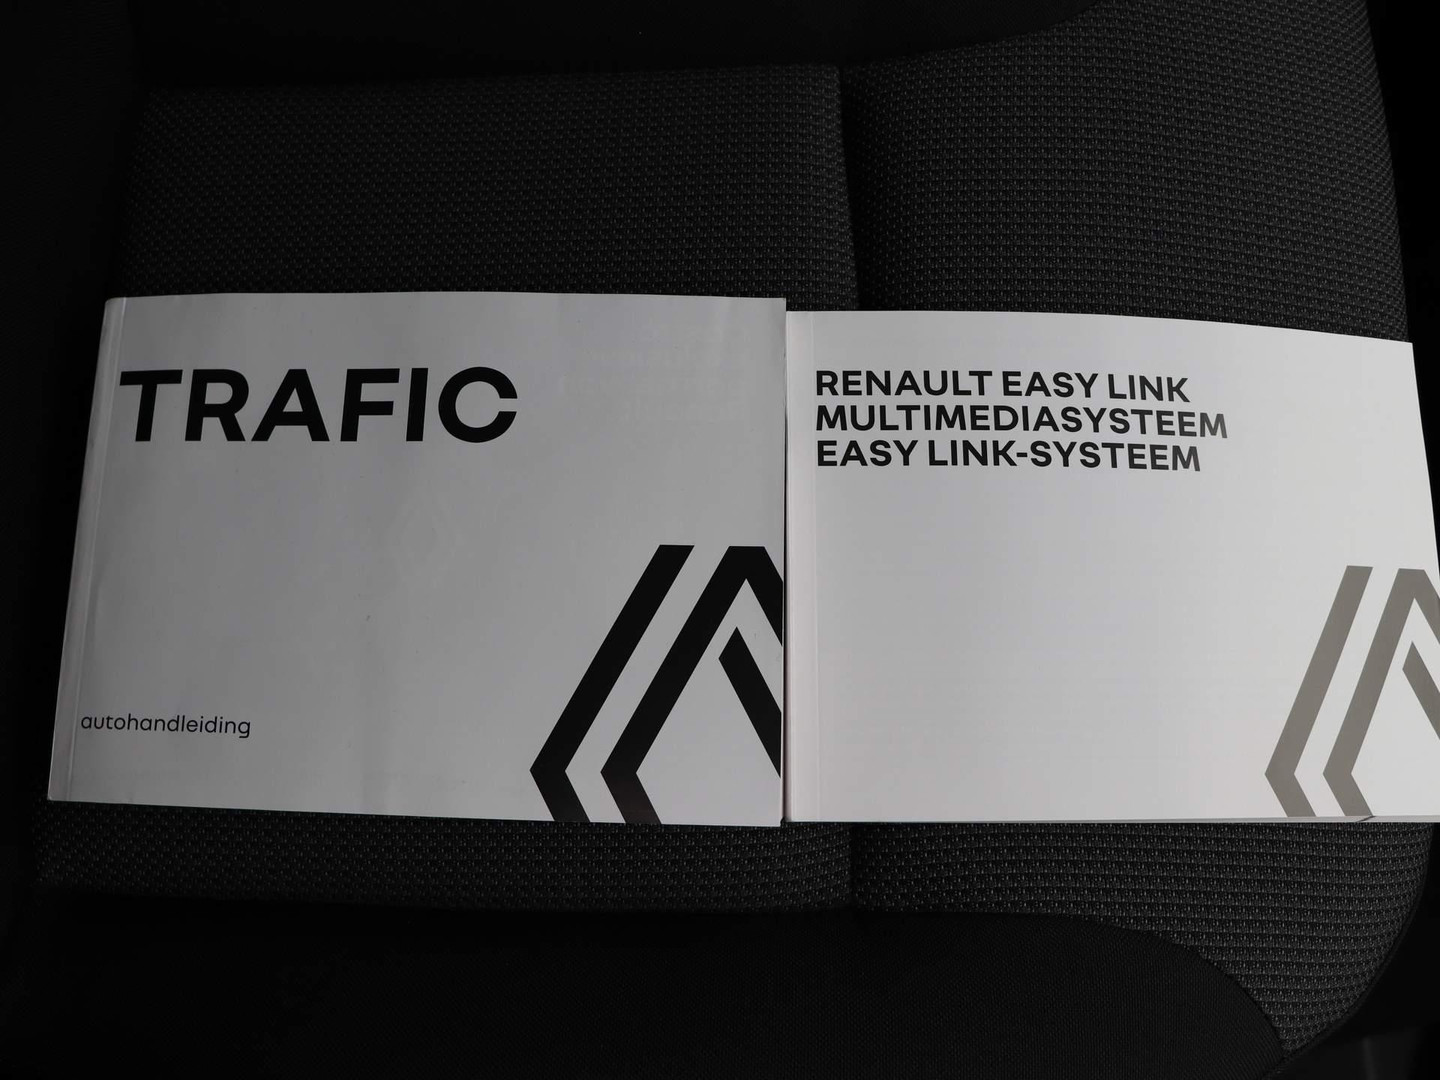 TRAFIC
autohandleiding
RENAULT EASY LINK
MULTIMEDIASYSTEEM
EASY LINK-SYSTEEM